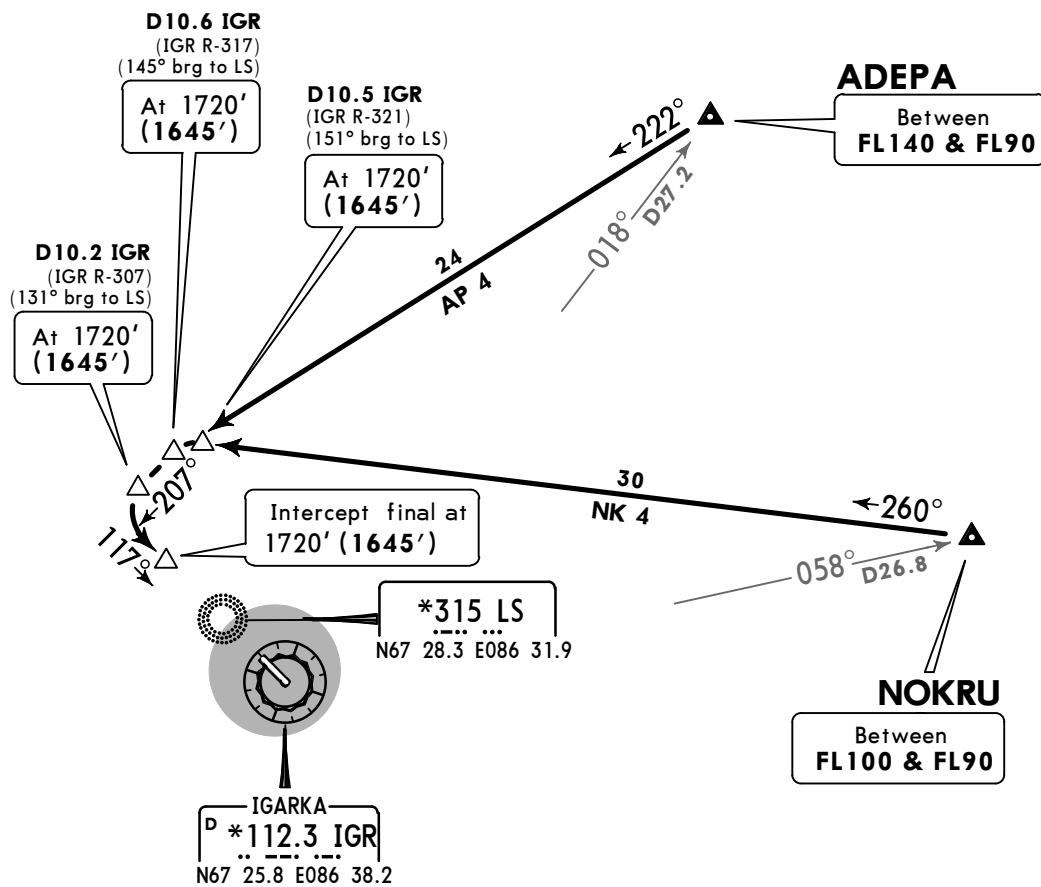 D10.6 IGR
(IGR R-317)
(145° brg to LS)
At 1720'
(1645')
D10.5 IGR
(IGR R-321)
(151° brg to LS)
At 1720'
(1645')
ADEPA
Between
FL140 & FL90
222°
018°
D27.2
24
AP 4
D10.2 IGR
(IGR R-307)
(131° brg to LS)
At 1720'
(1645')
207°
117°
Intercept final at
1720' (1645')
30
NK 4
260°
058°
D26.8
*315 LS
N67 28.3 E086 31.9
NOKRU
Between
FL100 & FL90
IGARKA
D *112.3 IGR
N67 25.8 E086 38.2